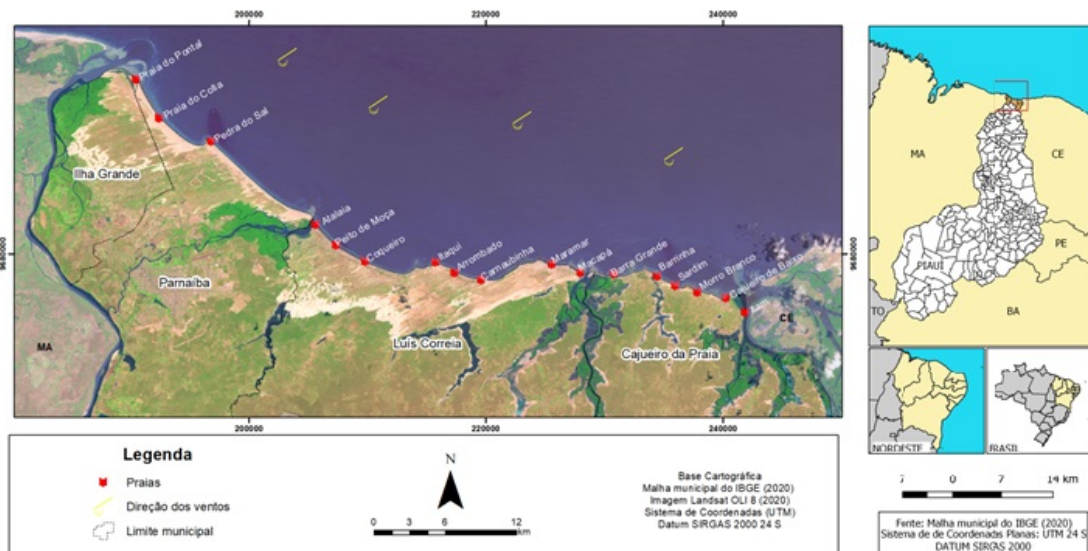 200000
220000
240000
Praia do Pontal
Praia do Cotia
Pedra do Sal
Ilha Grande
Atalaia
Peito de Moça
Coqueiro
Itaqui
Arrombado
Carnaubinha
Maramar
Macapá
Barra Grande
Barrinha
Sardim
Morro Branco
Cajueiro de Baixo
9680000
9680000
Parnaíba
Luís Correia
Cajueiro da Praia
MA
CE
200000
220000
240000
Legenda
Praias
Direção dos ventos
Limite municipal
N
0 3 6 12
km
Base Cartográfica
Malha municipal do IBGE (2020)
Imagem Landsat OLI 8 (2020)
Sistema de Coordenadas (UTM)
Datum SIRGAS 2000 24 S
MA
CE
PE
PIAUÍ
TO
BA
NORDESTE
BRASIL
7 0 7 14 km
Fonte: Malha municipal do IBGE (2020)
Sistema de de Coordenadas Planas: UTM 24 S
DATUM SIRGAS 2000